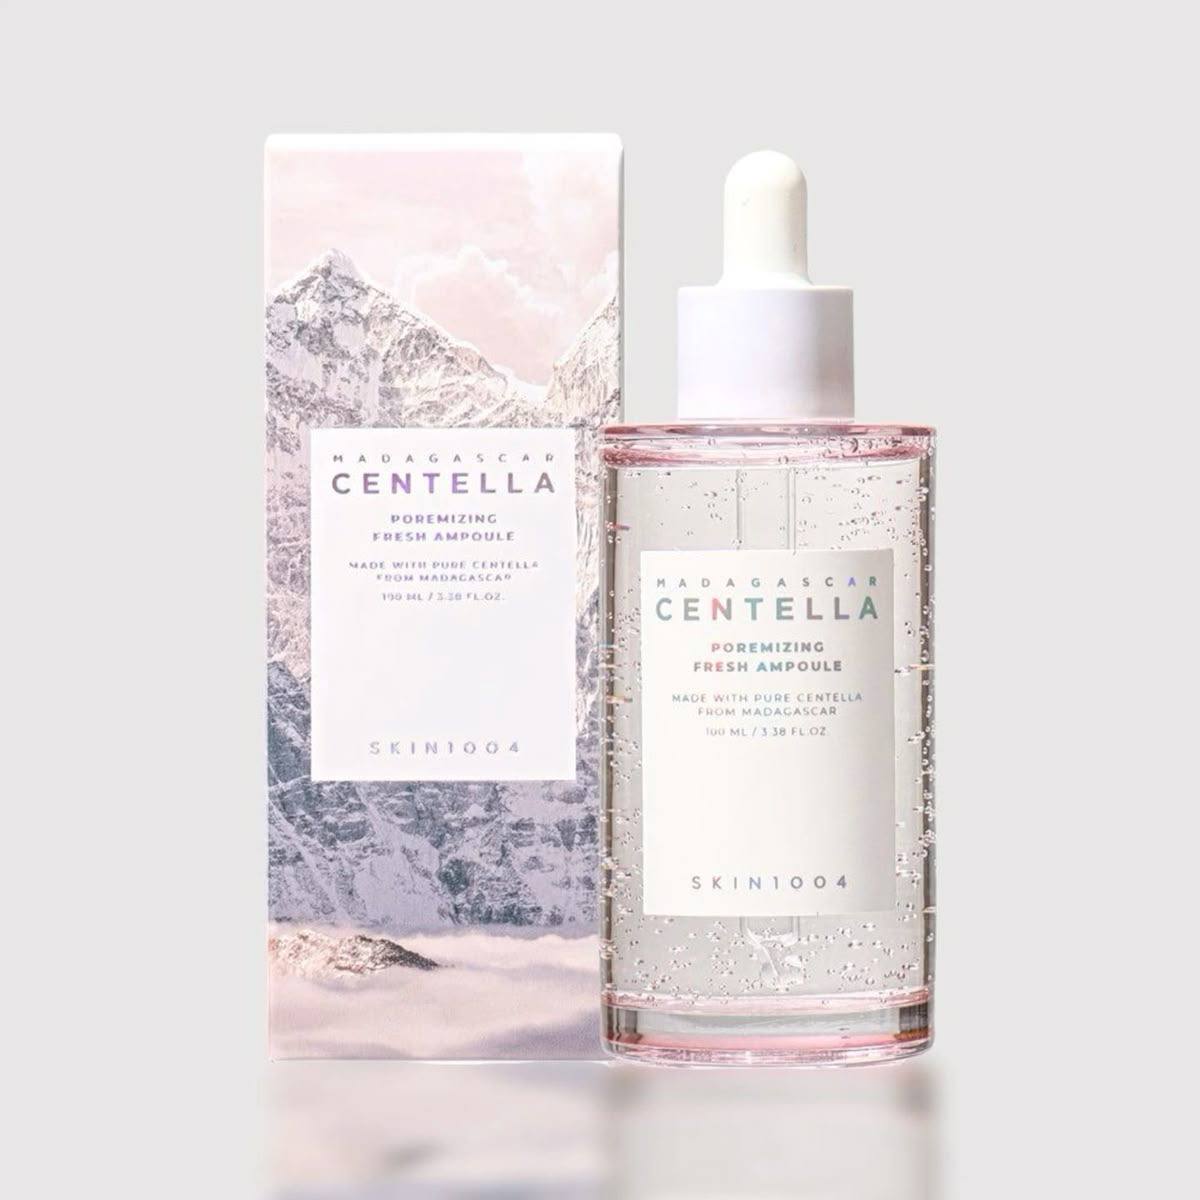 MADAGASCAR
CENTELLA
POREMIZING
FRESH AMPOULE
MADE WITH PURE CENTELLA
FROM MADAGASCAR
100 ML / 3.38 FL.OZ.
SKIN1004
MADAGASCAR
CENTELLA
POREMIZING
FRESH AMPOULE
MADE WITH PURE CENTELLA
FROM MADAGASCAR
100 ML / 3.38 FL.OZ.
SKIN1004